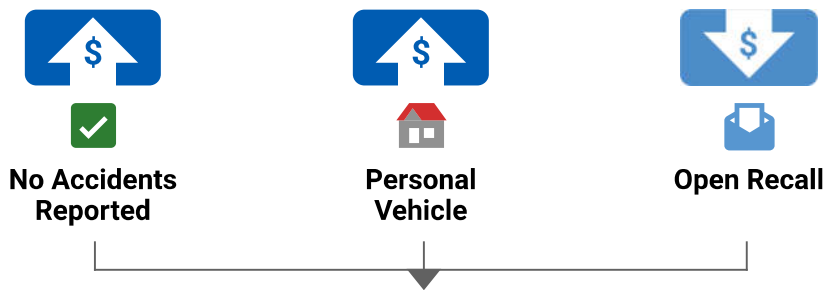 $
$
$
No Accidents
Reported
Personal
Vehicle
Open Recall